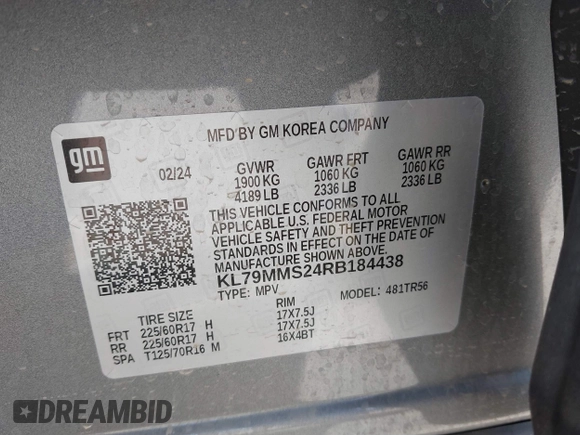 gm
MFD BY GM KOREA COMPANY
02/24 GVWR GAWR FRT GAWR RR
1900 KG 1060 KG 1060 KG
4189 LB 2336 LB 2336 LB
THIS VEHICLE CONFORMS TO ALL
APPLICABLE U.S. FEDERAL MOTOR
VEHICLE SAFETY AND THEFT PREVENTION
STANDARDS IN EFFECT ON THE DATE OF
MANUFACTURE SHOWN ABOVE.
KL79MMS24RB184438
TYPE: MPV MODEL: 481TR56
TIRE SIZE RIM
FRT 225/60R17 H 17X7.5J
RR 225/60R17 H 17X7.5J
SPA T125/70R16 M 16X4BT
DREAMBID